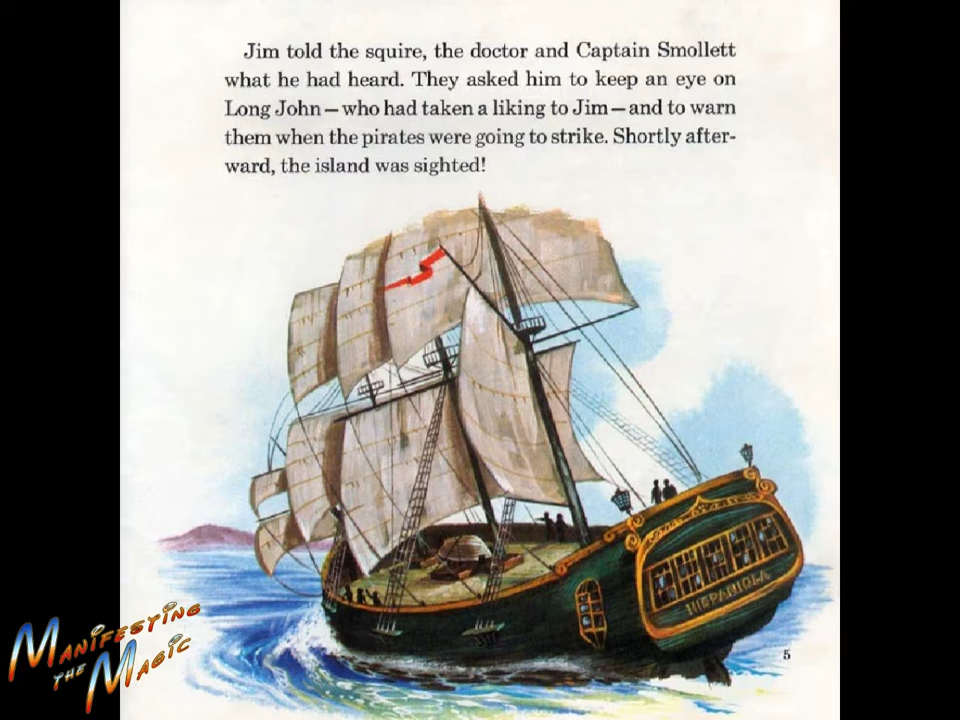 Jim told the squire, the doctor and Captain Smollett
what he had heard. They asked him to keep an eye on
Long John—who had taken a liking to Jim—and to warn
them when the pirates were going to strike. Shortly after-
ward, the island was sighted!
HISPANIOLA
5
MANIFESTING
THE
MAGIC